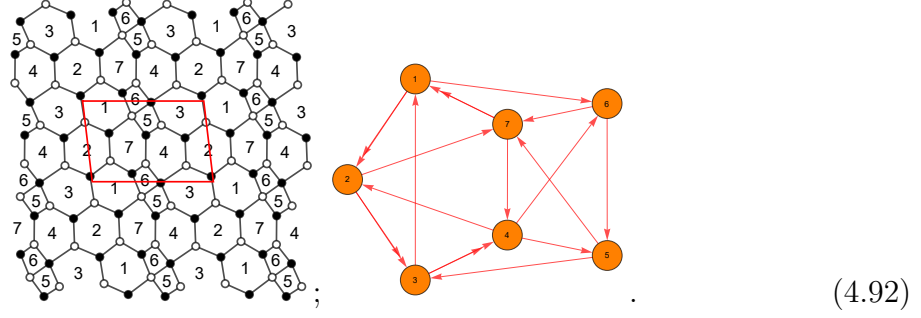 6 6
3 1 3 1 3
5 5 5
4 2 7 4 2 7 4
3 1 6 3 1 6 3
5 5 5
4 2 7 4 2 7 4
6 3 1 6 3 1 6
5 5 5
7 4 2 7 4 2 7 4
6 6 6
3 1 3 1
5 5 5
;
1
6
7
2
4
5
3
. (4.92)